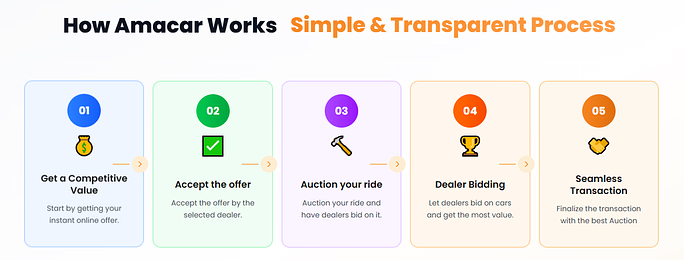 How Amacar Works Simple & Transparent Process
01
Get a Competitive
Value
Start by getting your
instant online offer.
02
Accept the offer
Accept the offer by the
selected dealer.
03
Auction your ride
Auction your ride and
have dealers bid on it.
04
Dealer Bidding
Let dealers bid on cars
and get the most value.
05
Seamless
Transaction
Finalize the transaction
with the best Auction